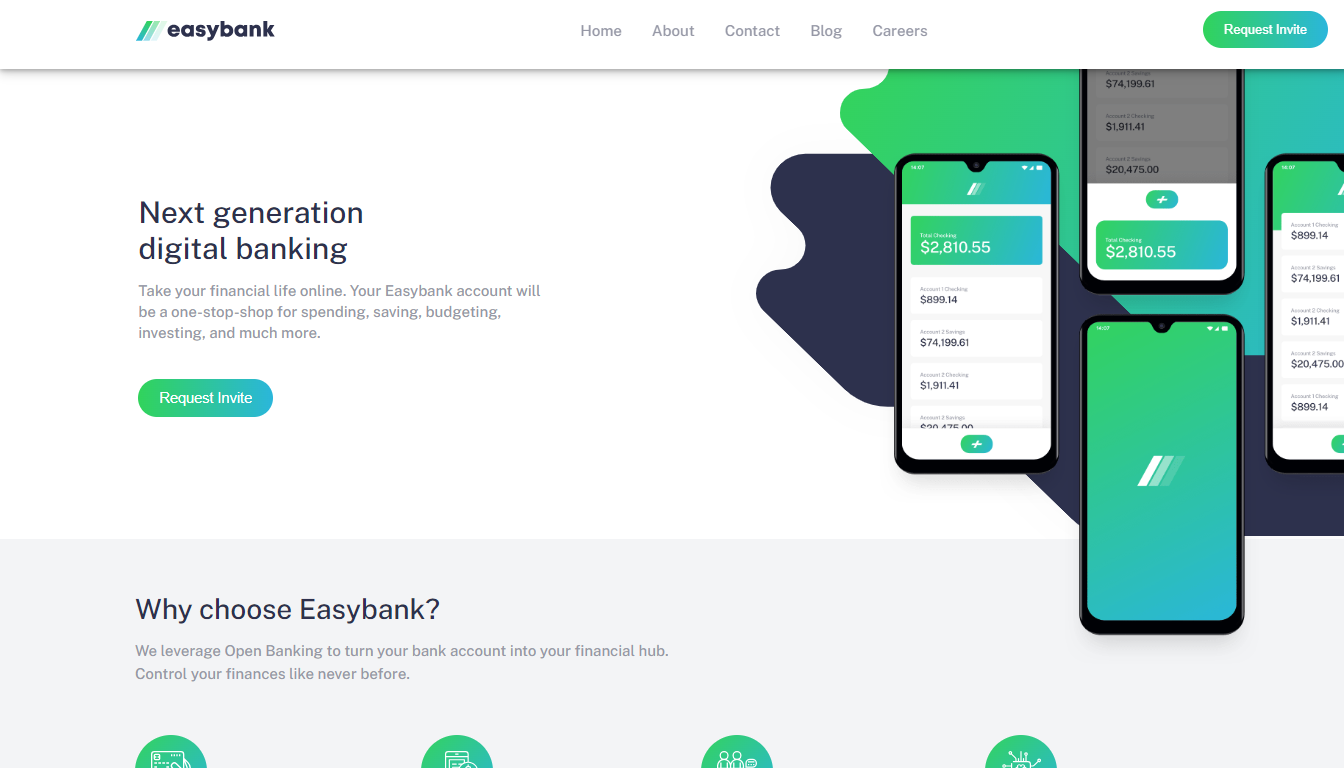 easybank
Home
About
Contact
Blog
Careers
Request Invite
Next generation
digital banking
Take your financial life online. Your Easybank account will
be a one-stop-shop for spending, saving, budgeting,
investing, and much more.
Request Invite
14:07
Total Checking
$2,810.55
Account 1 Checking
$899.14
Account 2 Savings
$74,199.61
Account 2 Checking
$1,911.41
Account 2 Savings
$20,475.00
Account 2 Savings
$74,199.61
Account 2 Checking
$1,911.41
Account 2 Savings
$20,475.00
Total Checking
$2,810.55
14:07
14:07
Account 1 Checking
$899.14
Account 2 Savings
$74,199.61
Account 2 Checking
$1,911.41
Account 2 Savings
$20,475.00
Account 1 Checking
$899.14
Why choose Easybank?
We leverage Open Banking to turn your bank account into your financial hub.
Control your finances like never before.